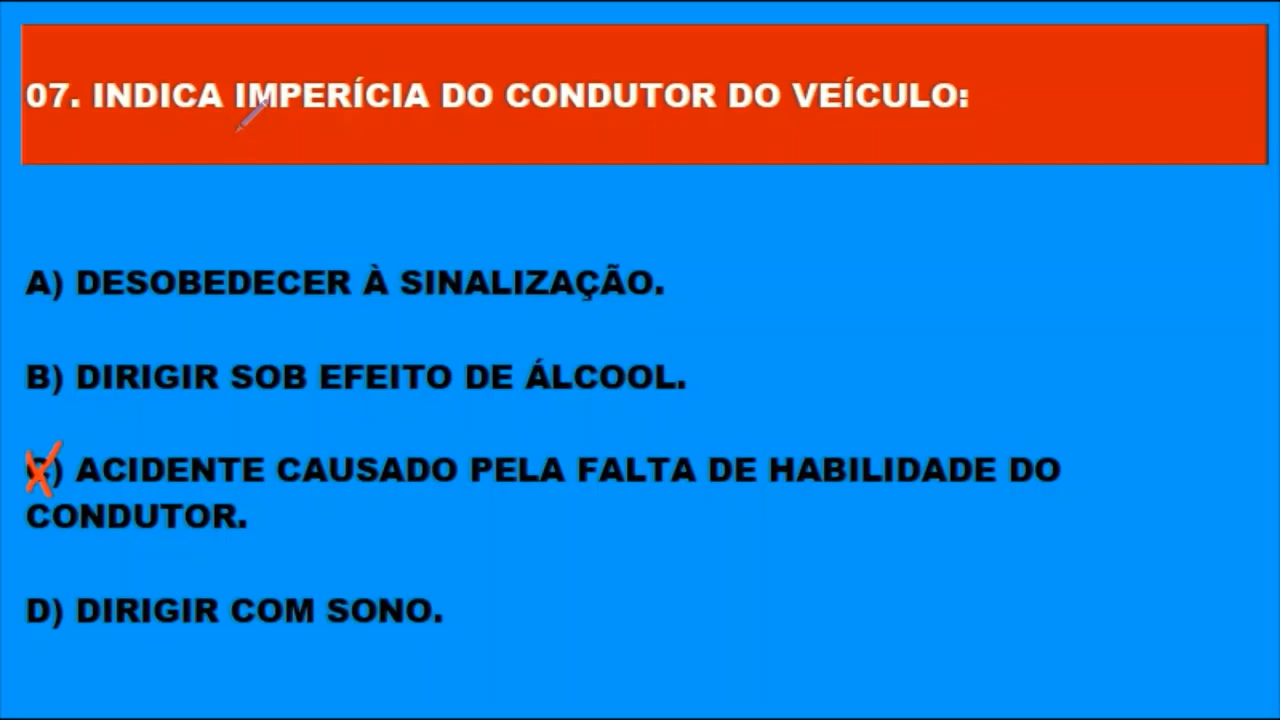 07. INDICA IMPERÍCIA DO CONDUTOR DO VEÍCULO:
A) DESOBEDECER À SINALIZAÇÃO.
B) DIRIGIR SOB EFEITO DE ÁLCOOL.
C) ACIDENTE CAUSADO PELA FALTA DE HABILIDADE DO
CONDUTOR.
D) DIRIGIR COM SONO.